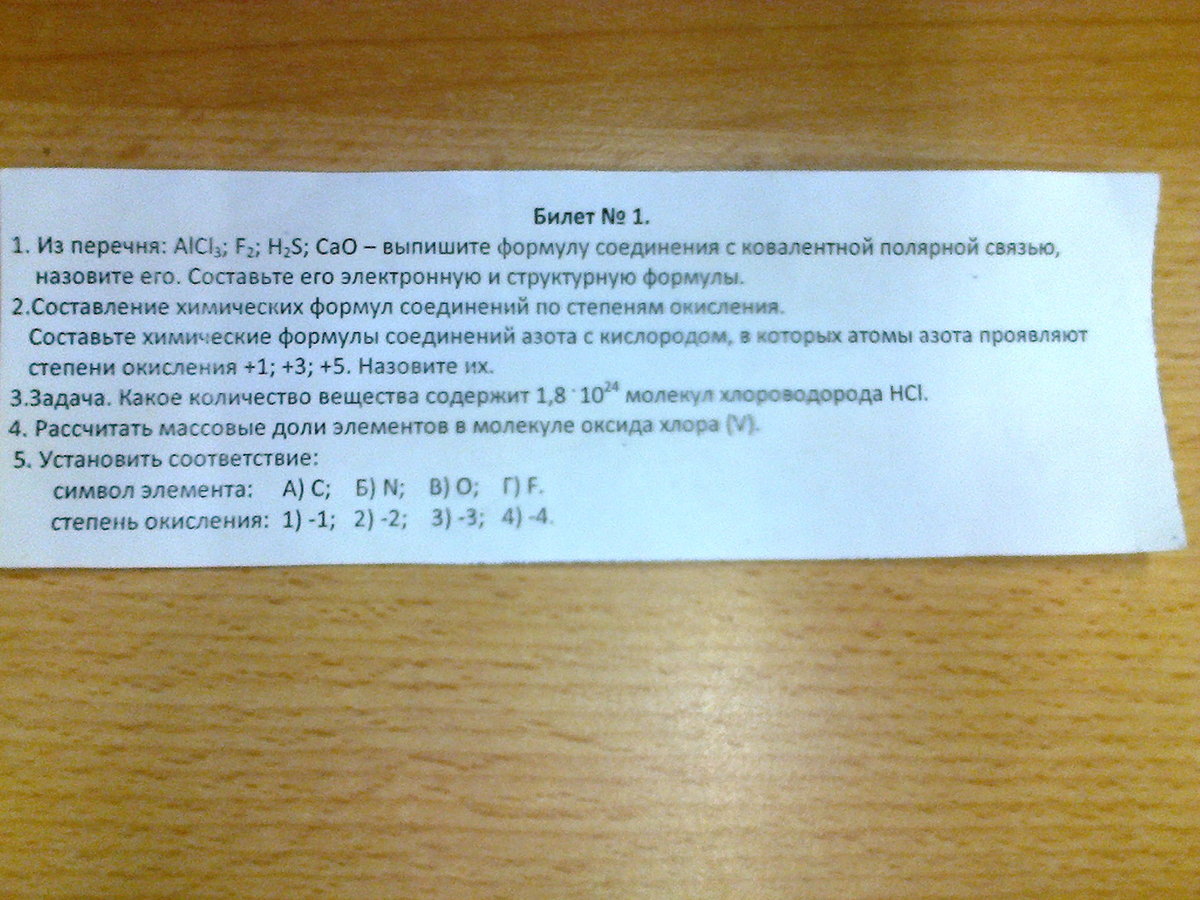 Билет № 1.
1. Из перечня: AlCl₃; F₂; H₂S; CaO – выпишите формулу соединения с ковалентной полярной связью,
назовите его. Составьте его электронную и структурную формулы.
2.Составление химических формул соединений по степеням окисления.
Составьте химические формулы соединений азота с кислородом, в которых атомы азота проявляют
степени окисления +1; +3; +5. Назовите их.
3.Задача. Какое количество вещества содержит 1,8 · 10²⁴ молекул хлороводорода HCl.
4. Рассчитать массовые доли элементов в молекуле оксида хлора (V).
5. Установить соответствие:
символ элемента: А) C; Б) N; В) O; Г) F.
степень окисления: 1) -1; 2) -2; 3) -3; 4) -4.